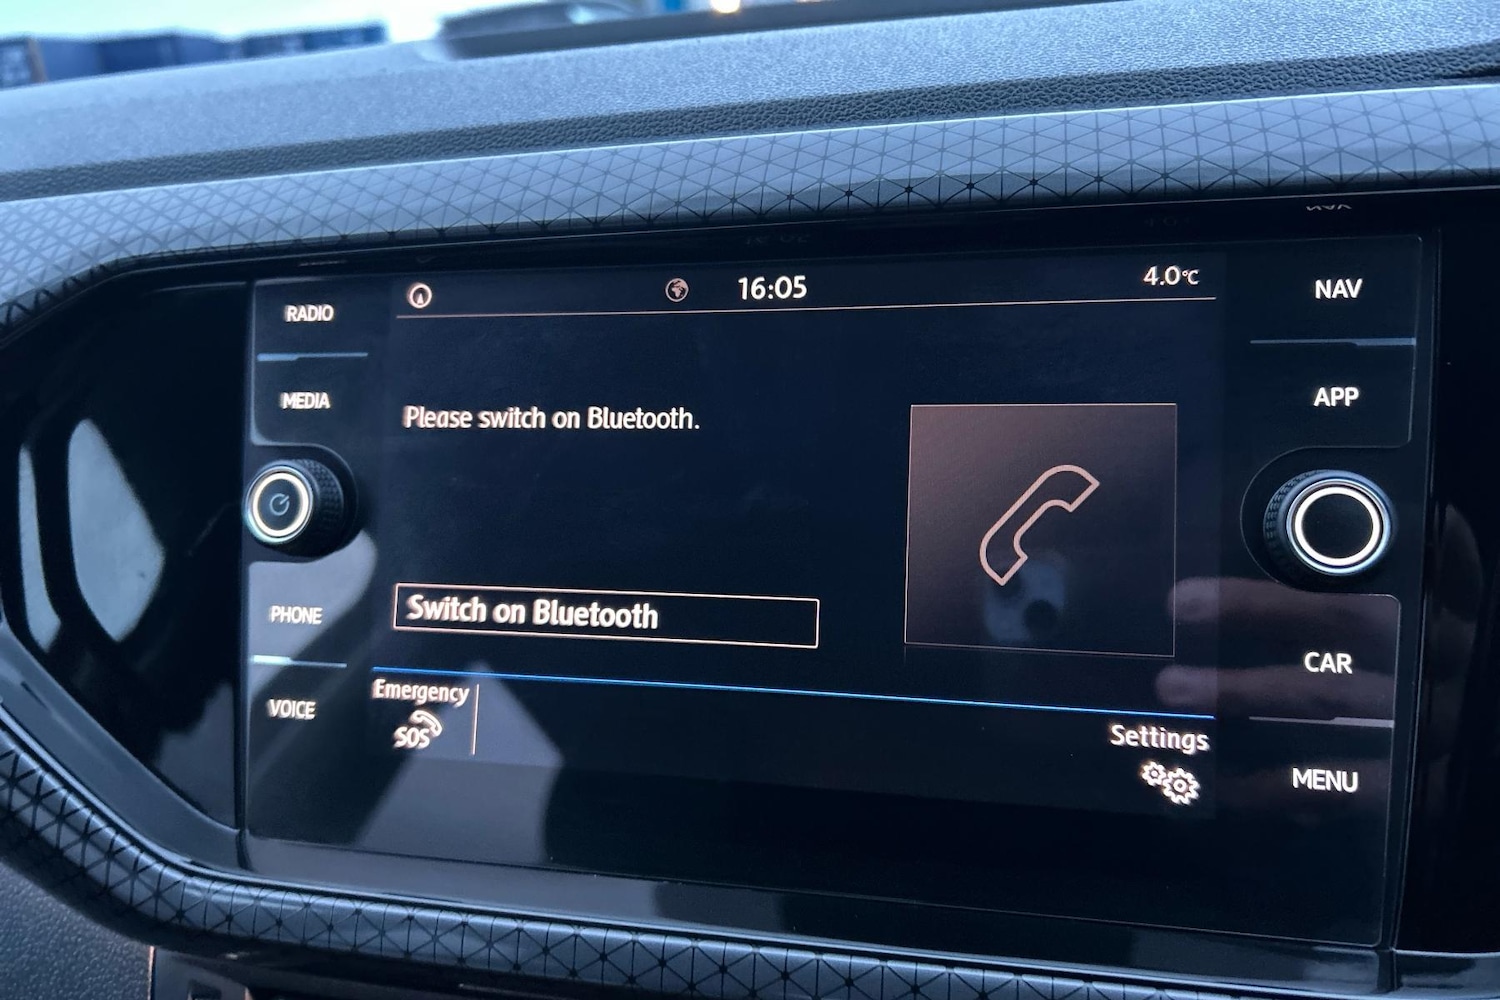 16:05
4.0°C
RADIO
MEDIA
PHONE
VOICE
Please switch on Bluetooth.
Switch on Bluetooth
Emergency
SOS
Settings
NAV
APP
CAR
MENU